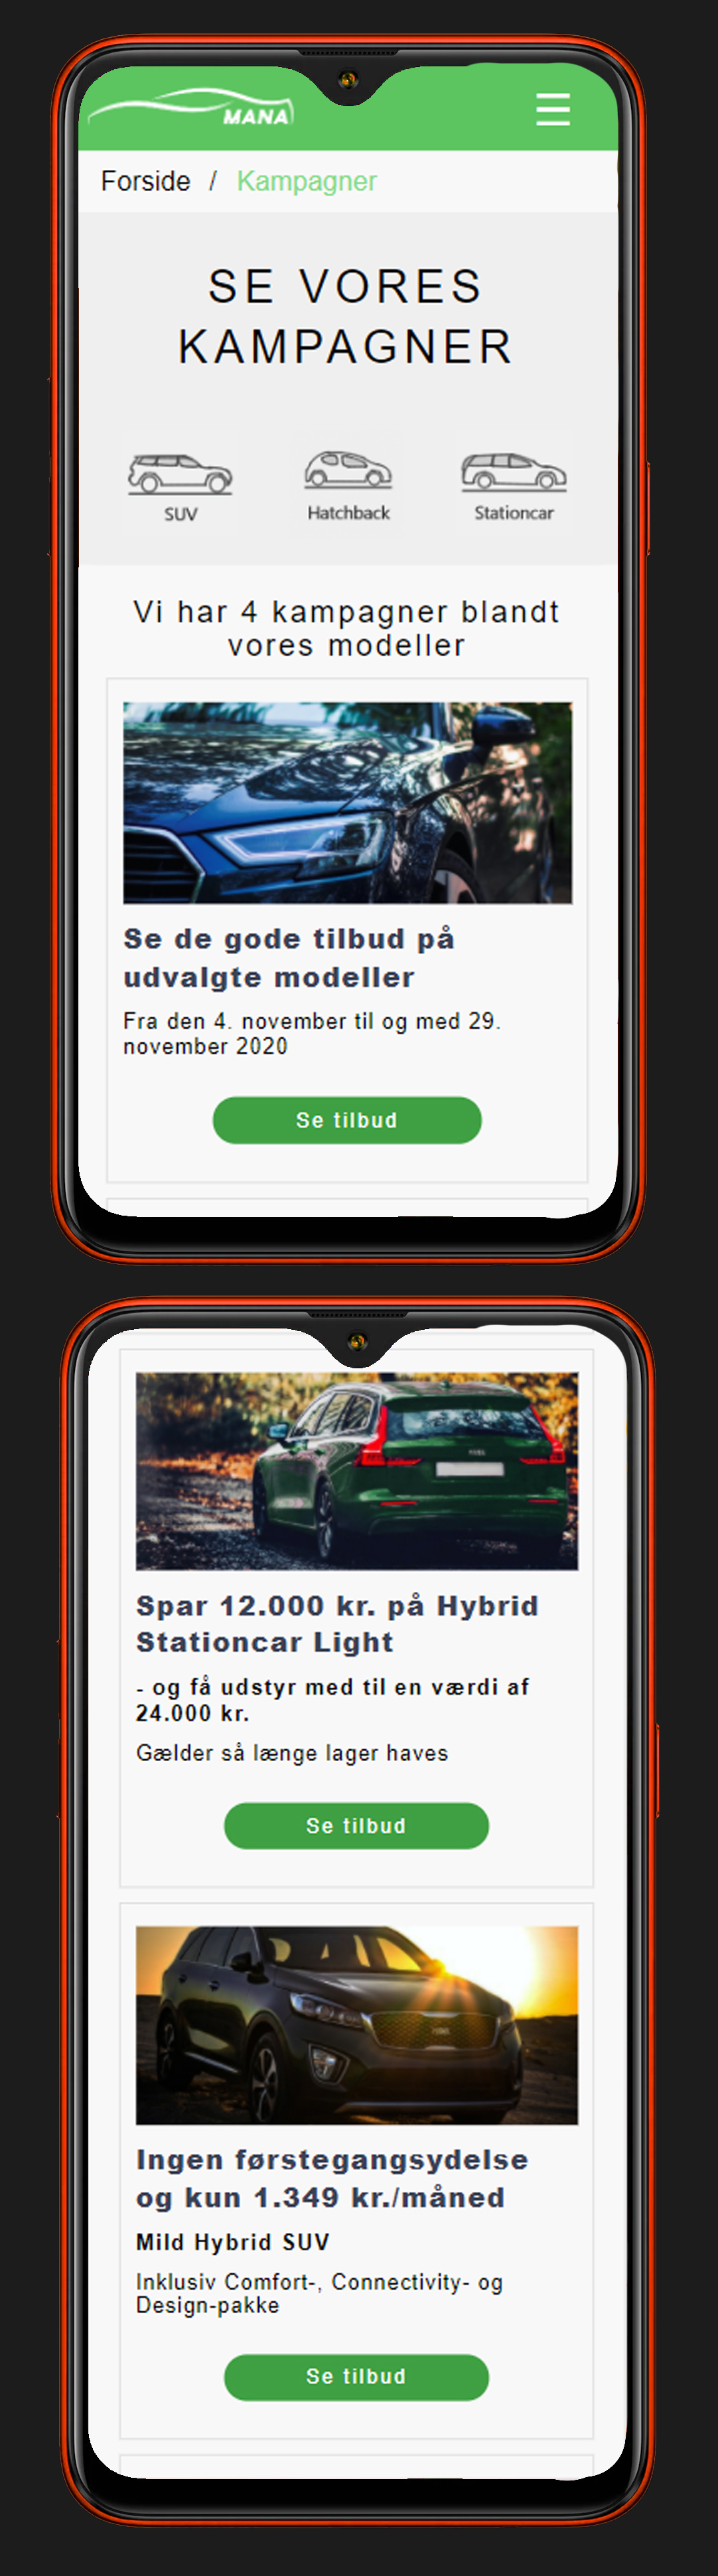 MANA
Forside / Kampagner
SE VORES
KAMPAGNER
SUV
Hatchback
Stationcar
Vi har 4 kampagner blandt
vores modeller
Se de gode tilbud på
udvalgte modeller
Fra den 4. november til og med 29.
november 2020
Se tilbud
Spar 12.000 kr. på Hybrid
Stationcar Light
- og få udstyr med til en værdi af
24.000 kr.
Gælder så længe lager haves
Se tilbud
Ingen førstegangsydelse
og kun 1.349 kr./måned
Mild Hybrid SUV
Inklusiv Comfort-, Connectivity- og
Design-pakke
Se tilbud